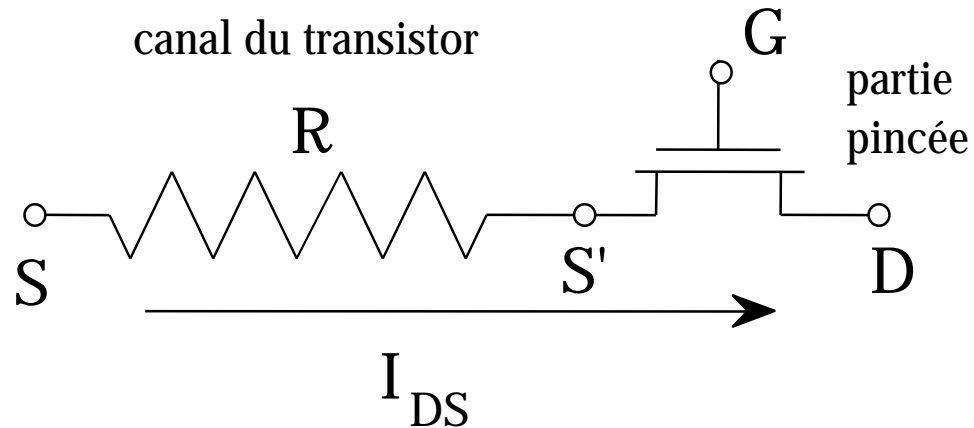 canal du transistor
G
partie
pincée
R
S
S'
D
I DS